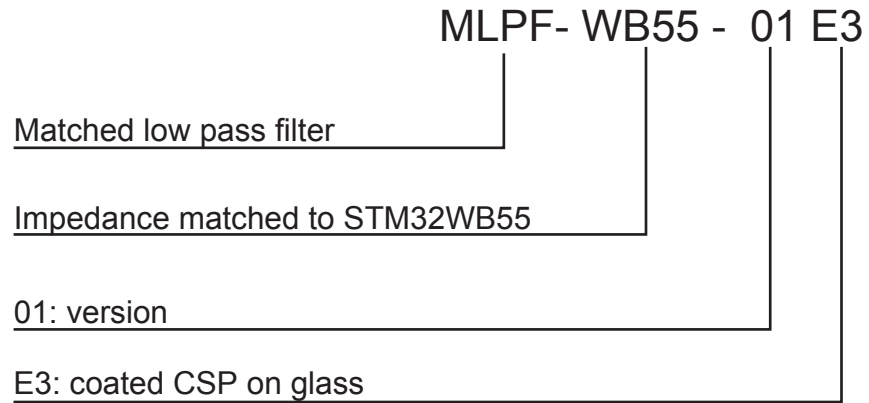 MLPF- WB55 - 01 E3
Matched low pass filter
Impedance matched to STM32WB55
01: version
E3: coated CSP on glass